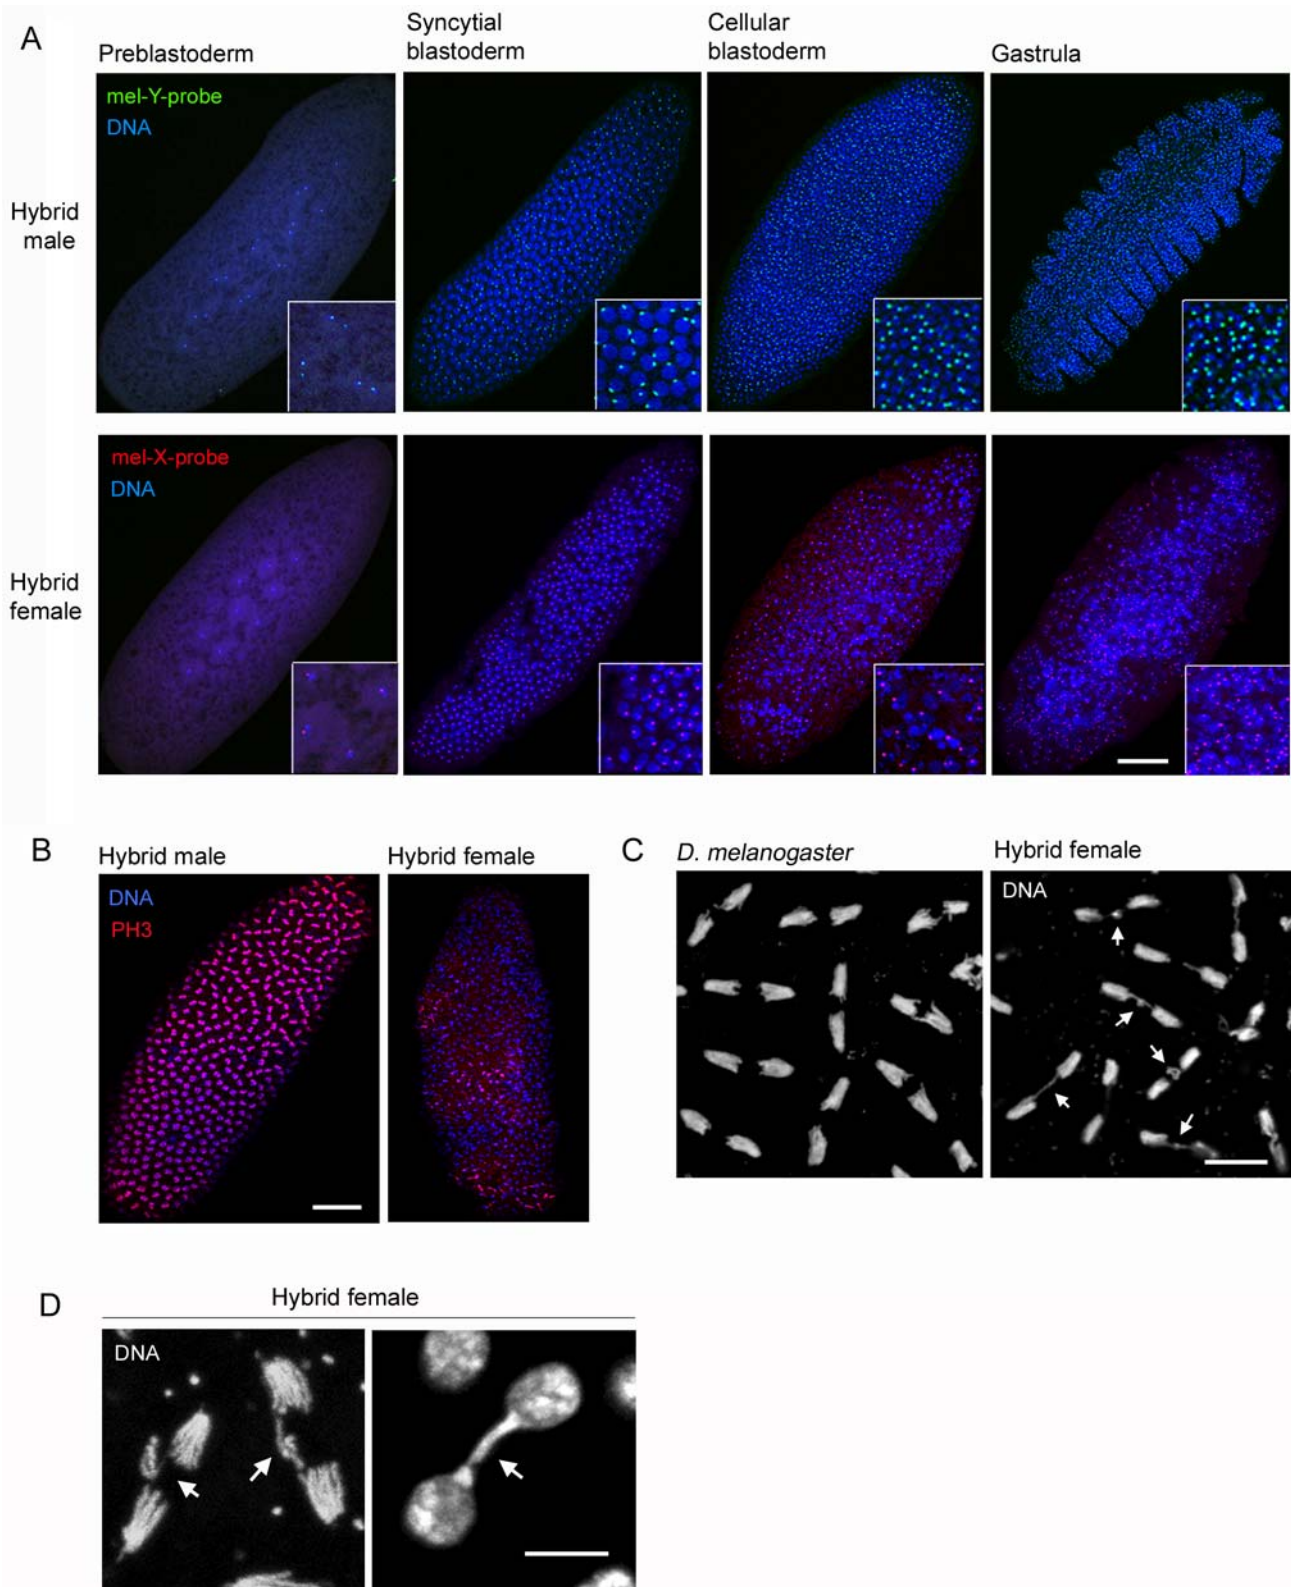 A
Preblastoderm
Syncytial
blastoderm
Cellular
blastoderm
Gastrula
mel-Y-probe
DNA
Hybrid
male
mel-X-probe
DNA
Hybrid
female
B
Hybrid male
Hybrid female
DNA
PH3
C
D. melanogaster
Hybrid female
DNA
D
Hybrid female
DNA